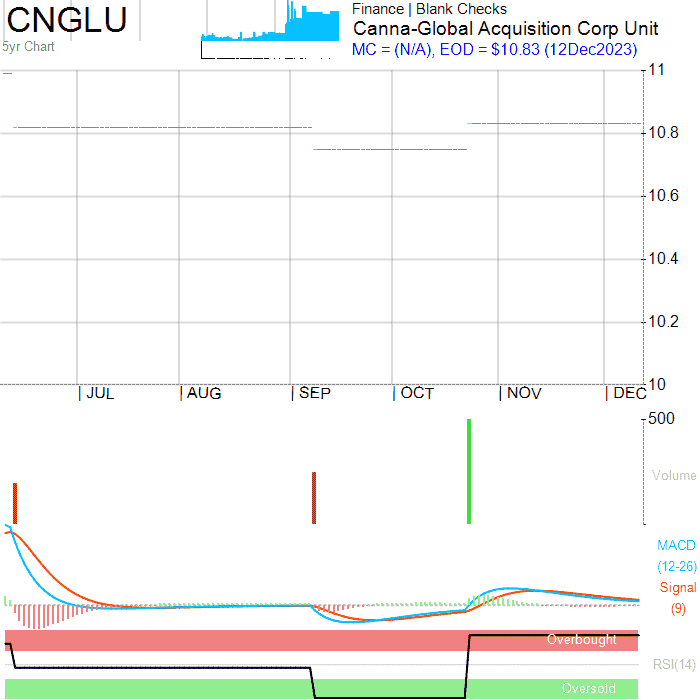 CNGLU
5yr Chart
Finance | Blank Checks
Canna-Global Acquisition Corp Unit
MC = (N/A), EOD = $10.83 (12Dec2023)
11
10.8
10.6
10.4
10.2
10
| JUL | AUG | SEP | OCT | NOV | DEC
500
Volume
MACD
(12-26)
Signal
(9)
Overbought
RSI(14)
Oversold